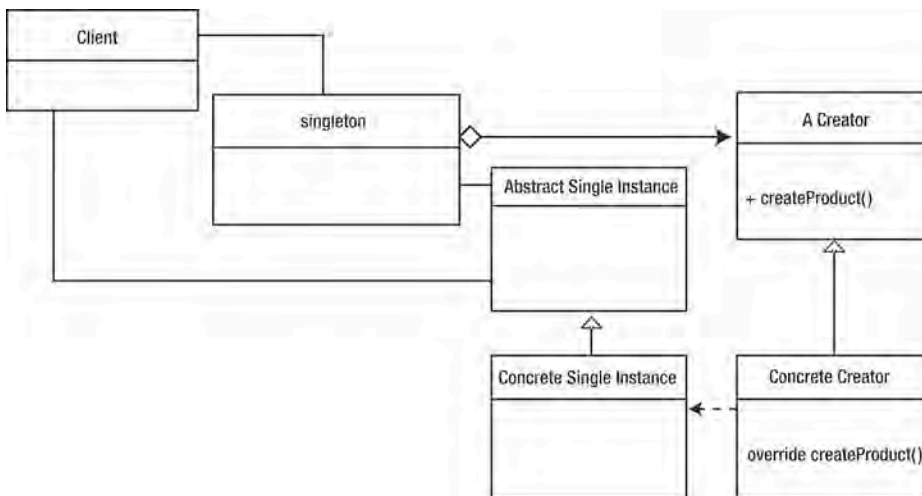 Client
singleton
A Creator
+ createProduct()
Abstract Single Instance
Concrete Single Instance
Concrete Creator
override createProduct()